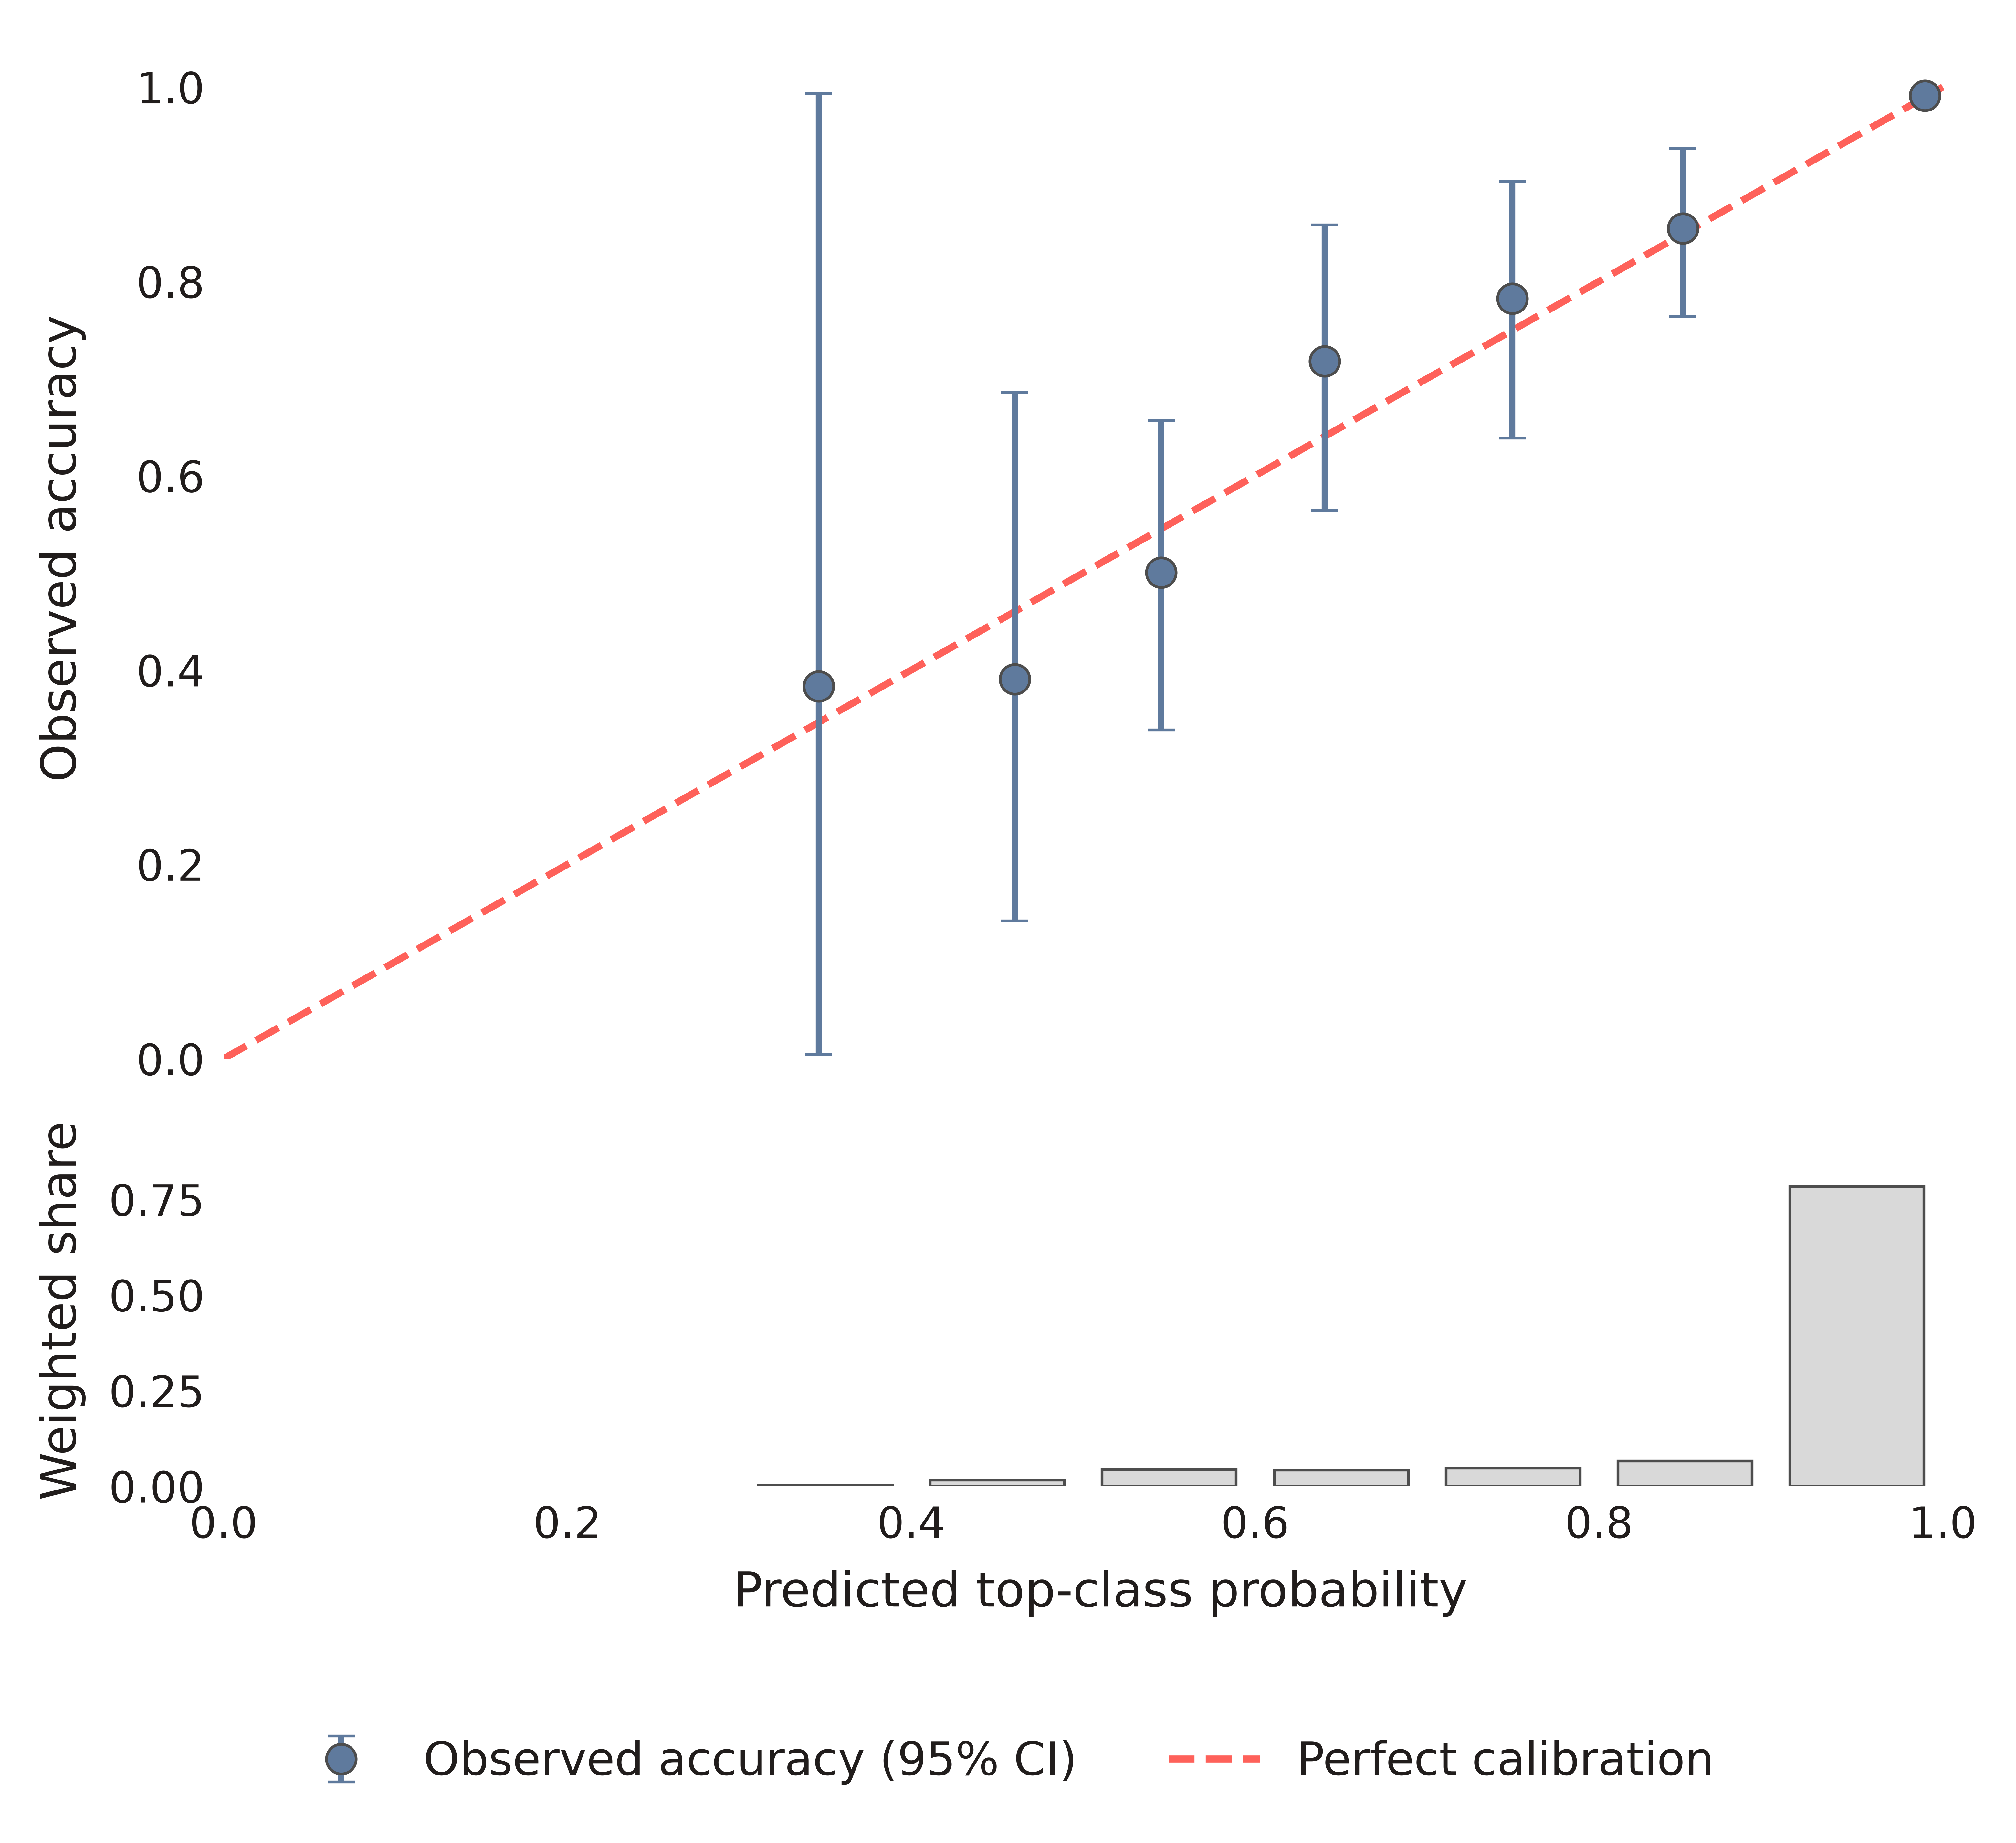 1.0
0.8
0.6
0.4
0.2
0.0
Observed accuracy
0.75
0.50
0.25
0.00
Weighted share
0.0 0.2 0.4 0.6 0.8 1.0
Predicted top-class probability
Observed accuracy (95% CI) Perfect calibration